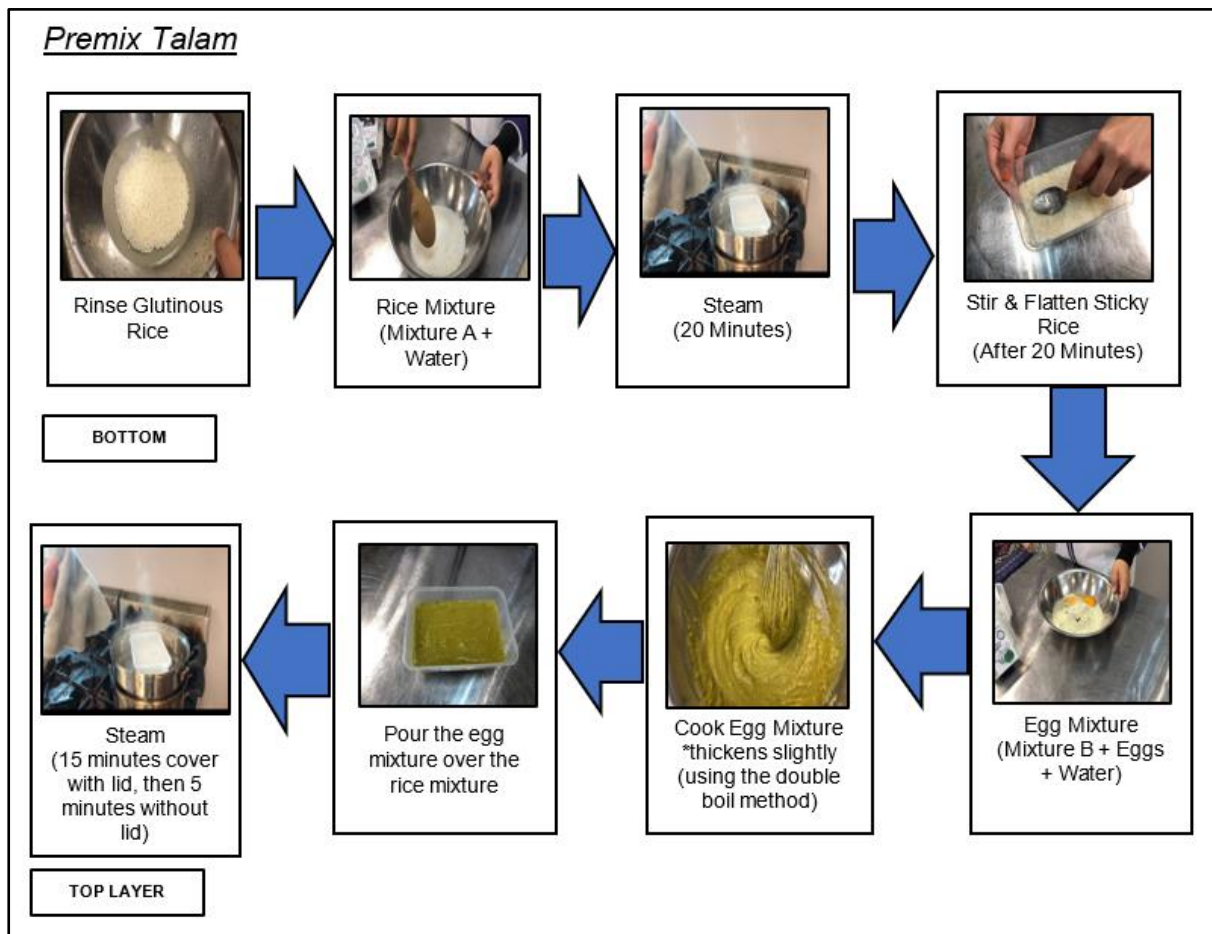 Premix Talam
Rinse Glutinous
Rice
Rice Mixture
(Mixture A +
Water)
Steam
(20 Minutes)
Stir & Flatten Sticky
Rice
(After 20 Minutes)
BOTTOM
Egg Mixture
(Mixture B + Eggs
+ Water)
Cook Egg Mixture
*thickens slightly
(using the double
boil method)
Pour the egg
mixture over the
rice mixture
Steam
(15 minutes cover
with lid, then 5
minutes without
lid)
TOP LAYER